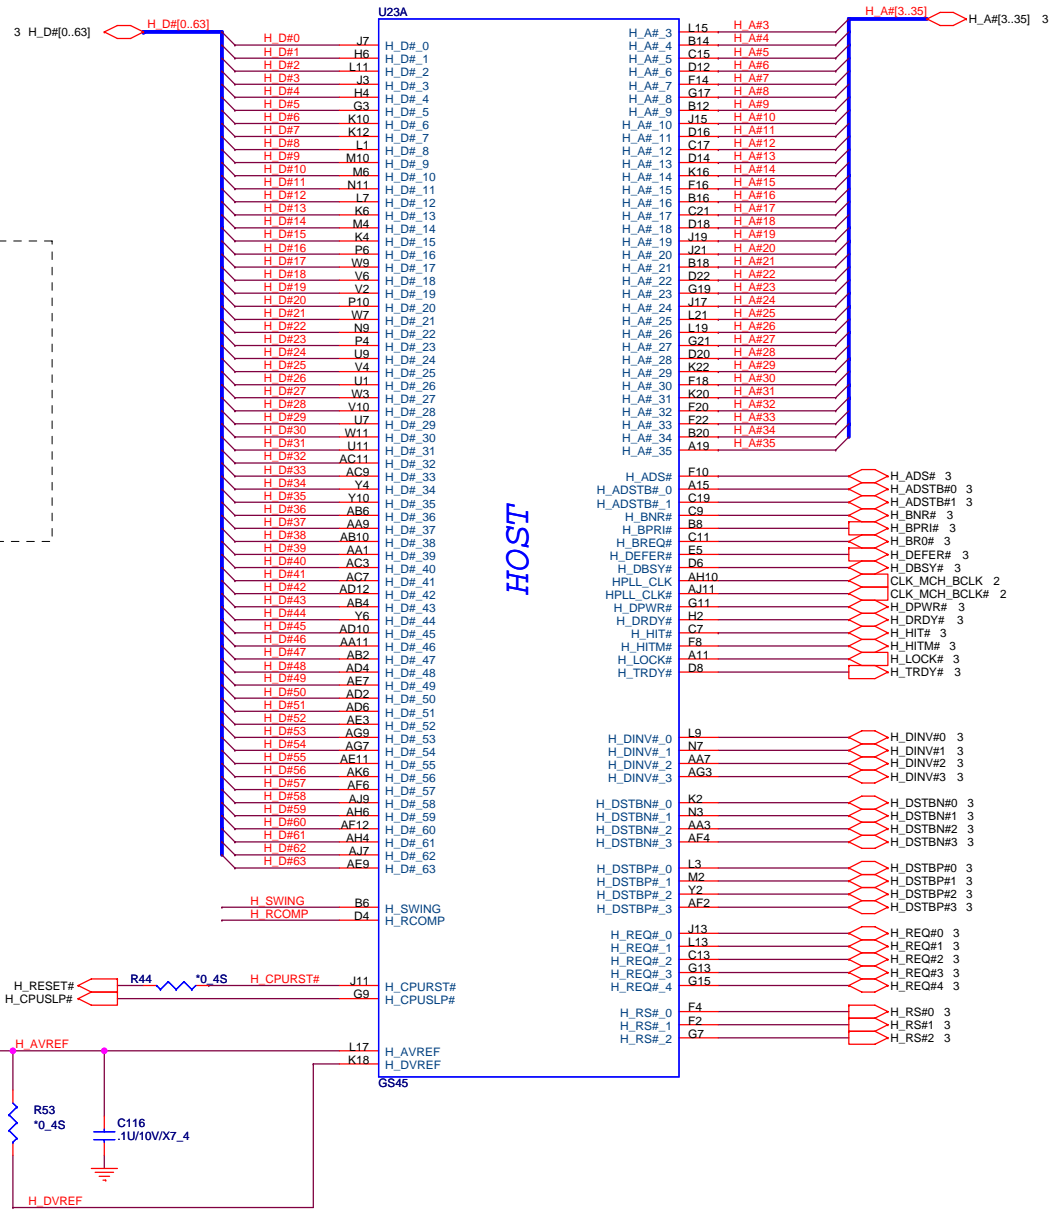 U23A
3 H_D#[0..63] H_D#[0..63]
H_A#[3..35] H_A#[3..35] 3
H_D#0 J7 H_D#_0
H_D#1 H6 H_D#_1
H_D#2 L11 H_D#_2
H_D#3 J3 H_D#_3
H_D#4 H4 H_D#_4
H_D#5 G3 H_D#_5
H_D#6 K10 H_D#_6
H_D#7 K12 H_D#_7
H_D#8 L1 H_D#_8
H_D#9 M10 H_D#_9
H_D#10 M6 H_D#_10
H_D#11 N11 H_D#_11
H_D#12 L7 H_D#_12
H_D#13 K6 H_D#_13
H_D#14 M4 H_D#_14
H_D#15 K4 H_D#_15
H_D#16 P6 H_D#_16
H_D#17 W9 H_D#_17
H_D#18 V6 H_D#_18
H_D#19 V2 H_D#_19
H_D#20 P10 H_D#_20
H_D#21 W7 H_D#_21
H_D#22 N9 H_D#_22
H_D#23 P4 H_D#_23
H_D#24 U9 H_D#_24
H_D#25 V4 H_D#_25
H_D#26 U1 H_D#_26
H_D#27 W3 H_D#_27
H_D#28 V10 H_D#_28
H_D#29 U7 H_D#_29
H_D#30 W11 H_D#_30
H_D#31 U11 H_D#_31
H_D#32 AC11 H_D#_32
H_D#33 AC9 H_D#_33
H_D#34 Y4 H_D#_34
H_D#35 Y10 H_D#_35
H_D#36 AB6 H_D#_36
H_D#37 AA9 H_D#_37
H_D#38 AB10 H_D#_38
H_D#39 AA1 H_D#_39
H_D#40 AC3 H_D#_40
H_D#41 AC7 H_D#_41
H_D#42 AD12 H_D#_42
H_D#43 AB4 H_D#_43
H_D#44 Y6 H_D#_44
H_D#45 AD10 H_D#_45
H_D#46 AA11 H_D#_46
H_D#47 AB2 H_D#_47
H_D#48 AD4 H_D#_48
H_D#49 AE7 H_D#_49
H_D#50 AD2 H_D#_50
H_D#51 AD6 H_D#_51
H_D#52 AE3 H_D#_52
H_D#53 AG9 H_D#_53
H_D#54 AG7 H_D#_54
H_D#55 AE11 H_D#_55
H_D#56 AK6 H_D#_56
H_D#57 AF6 H_D#_57
H_D#58 AJ9 H_D#_58
H_D#59 AH6 H_D#_59
H_D#60 AF12 H_D#_60
H_D#61 AH4 H_D#_61
H_D#62 AJ7 H_D#_62
H_D#63 AE9 H_D#_63
H_SWING B6 H_SWING
H_RCOMP D4 H_RCOMP
H_RESET# R44 *0_4S H_CPURST# J11 H_CPURST#
H_CPUSLP# G9 H_CPUSLP#
H_AVREF L17 H_AVREF
K18 H_DVREF
HOST
H_A#_3 L15 H_A#3
H_A#_4 B14 H_A#4
H_A#_5 C15 H_A#5
H_A#_6 D12 H_A#6
H_A#_7 F14 H_A#7
H_A#_8 G17 H_A#8
H_A#_9 B12 H_A#9
H_A#_10 J15 H_A#10
H_A#_11 D16 H_A#11
H_A#_12 C17 H_A#12
H_A#_13 D14 H_A#13
H_A#_14 K16 H_A#14
H_A#_15 F16 H_A#15
H_A#_16 B16 H_A#16
H_A#_17 C21 H_A#17
H_A#_18 D18 H_A#18
H_A#_19 J19 H_A#19
H_A#_20 J21 H_A#20
H_A#_21 B18 H_A#21
H_A#_22 D22 H_A#22
H_A#_23 G19 H_A#23
H_A#_24 J17 H_A#24
H_A#_25 L21 H_A#25
H_A#_26 L19 H_A#26
H_A#_27 G21 H_A#27
H_A#_28 D20 H_A#28
H_A#_29 K22 H_A#29
H_A#_30 F18 H_A#30
H_A#_31 K20 H_A#31
H_A#_32 F20 H_A#32
H_A#_33 F22 H_A#33
H_A#_34 B20 H_A#34
H_A#_35 A19 H_A#35
H_ADS# F10 H_ADS# 3
H_ADSTB#_0 A15 H_ADSTB#0 3
H_ADSTB#_1 C19 H_ADSTB#1 3
H_BNR# C9 H_BNR# 3
H_BPRI# B8 H_BPRI# 3
H_BREQ# C11 H_BR0# 3
H_DEFER# E5 H_DEFER# 3
H_DBSY# D6 H_DBSY# 3
HPLL_CLK AH10 CLK_MCH_BCLK 2
HPLL_CLK# AJ11 CLK_MCH_BCLK# 2
H_DPWR# G11 H_DPWR# 3
H_DRDY# H2 H_DRDY# 3
H_HIT# C7 H_HIT# 3
H_HITM# F8 H_HITM# 3
H_LOCK# A11 H_LOCK# 3
H_TRDY# D8 H_TRDY# 3
H_DINV#_0 L9 H_DINV#0 3
H_DINV#_1 N7 H_DINV#1 3
H_DINV#_2 AA7 H_DINV#2 3
H_DINV#_3 AG3 H_DINV#3 3
H_DSTBN#_0 K2 H_DSTBN#0 3
H_DSTBN#_1 N3 H_DSTBN#1 3
H_DSTBN#_2 AA3 H_DSTBN#2 3
H_DSTBN#_3 AF4 H_DSTBN#3 3
H_DSTBP#_0 L3 H_DSTBP#0 3
H_DSTBP#_1 M2 H_DSTBP#1 3
H_DSTBP#_2 Y2 H_DSTBP#2 3
H_DSTBP#_3 AF2 H_DSTBP#3 3
H_REQ#_0 J13 H_REQ#0 3
H_REQ#_1 L13 H_REQ#1 3
H_REQ#_2 C13 H_REQ#2 3
H_REQ#_3 G13 H_REQ#3 3
H_REQ#_4 G15 H_REQ#4 3
H_RS#_0 F4 H_RS#0 3
H_RS#_1 F2 H_RS#1 3
H_RS#_2 G7 H_RS#2 3
GS45
R53
*0_4S
C116
.1U/10V/X7_4
H_DVREF